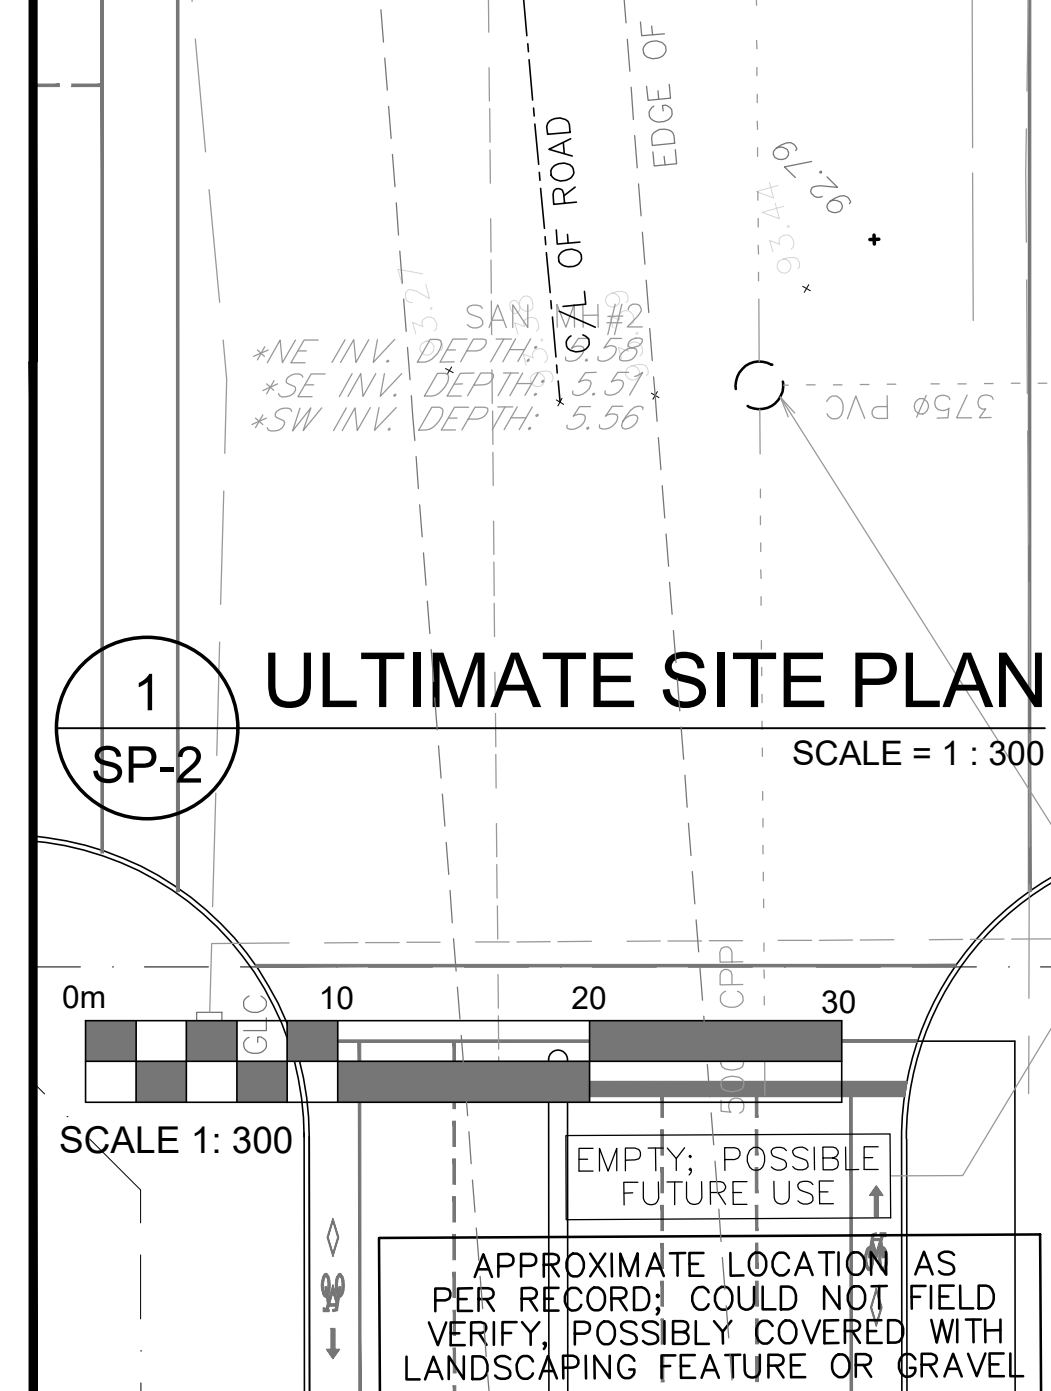 EDGE OF
C/L OF ROAD
92.79
93.44
SAN MH#2
*NE INV. DEPTH: 5.58
*SE INV. DEPTH: 5.51
*SW INV. DEPTH: 5.56
375ø PVC
1
SP-2
ULTIMATE SITE PLAN
SCALE = 1 : 300
0m 10 20 30
GLC
500 CPP
SCALE 1: 300
EMPTY; POSSIBLE
FUTURE USE
APPROXIMATE LOCATION AS
PER RECORD; COULD NOT FIELD
VERIFY, POSSIBLY COVERED WITH
LANDSCAPING FEATURE OR GRAVEL